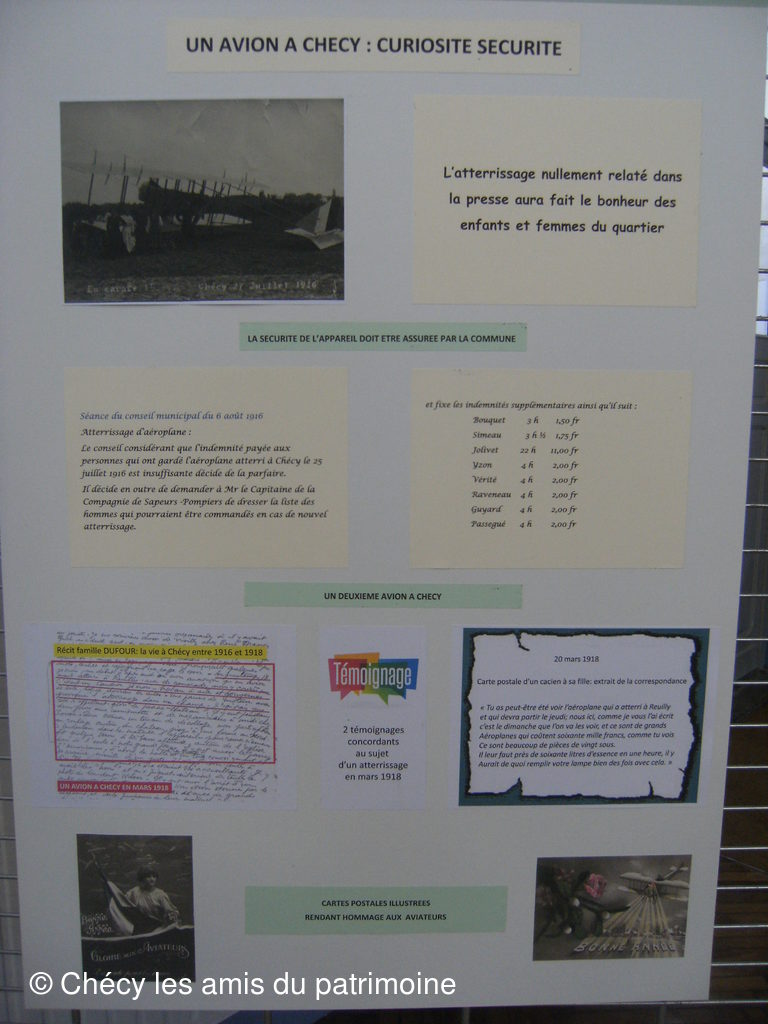 UN AVION A CHECY : CURIOSITE SECURITE
En carafe
Chécy 27 Juillet 1916
L'atterrissage nullement relaté dans
la presse aura fait le bonheur des
enfants et femmes du quartier
LA SECURITE DE L'APPAREIL DOIT ETRE ASSUREE PAR LA COMMUNE
Séance du conseil municipal du 6 août 1916
Atterrissage d'aéroplane :
Le conseil considérant que l'indemnité payée aux
personnes qui ont gardé l'aéroplane atterri à Chécy le 25
juillet 1916 est insuffisante décide de la parfaire.
Il décide en outre de demander à Mr le Capitaine de la
Compagnie de Sapeurs -Pompiers de dresser la liste des
hommes qui pourraient être commandés en cas de nouvel
atterrissage.
et fixe les indemnités supplémentaires ainsi qu'il suit :
Bouquet 3 h 1,50 fr
Simeau 3 h ½ 1,75 fr
Jolivet 22 h 11,00 fr
Yzon 4 h 2,00 fr
Vérité 4 h 2,00 fr
Raveneau 4 h 2,00 fr
Guyard 4 h 2,00 fr
Passegué 4 h 2,00 fr
UN DEUXIEME AVION A CHECY
Récit famille DUFOUR: la vie à Chécy entre 1916 et 1918
UN AVION A CHECY EN MARS 1918
Témoignage
2 témoignages
concordants
au sujet
d'un atterrissage
en mars 1918
20 mars 1918
Carte postale d'un cacien à sa fille: extrait de la correspondance
« Tu as peut-être été voir l'aéroplane qui a atterri à Reuilly
et qui devra partir le jeudi; nous ici, comme je vous l'ai écrit
c'est le dimanche que l'on va les voir, et ce sont de grands
Aéroplanes qui coûtent soixante mille francs, comme tu vois
Ce sont beaucoup de pièces de vingt sous.
Il leur faut près de soixante litres d'essence en une heure, il y
Aurait de quoi remplir votre lampe bien des fois avec cela. »
Bonne
Année
GLOIRE AUX AVIATEURS
CARTES POSTALES ILLUSTREES
RENDANT HOMMAGE AUX AVIATEURS
BONNE ANNÉE
© Chécy les amis du patrimoine